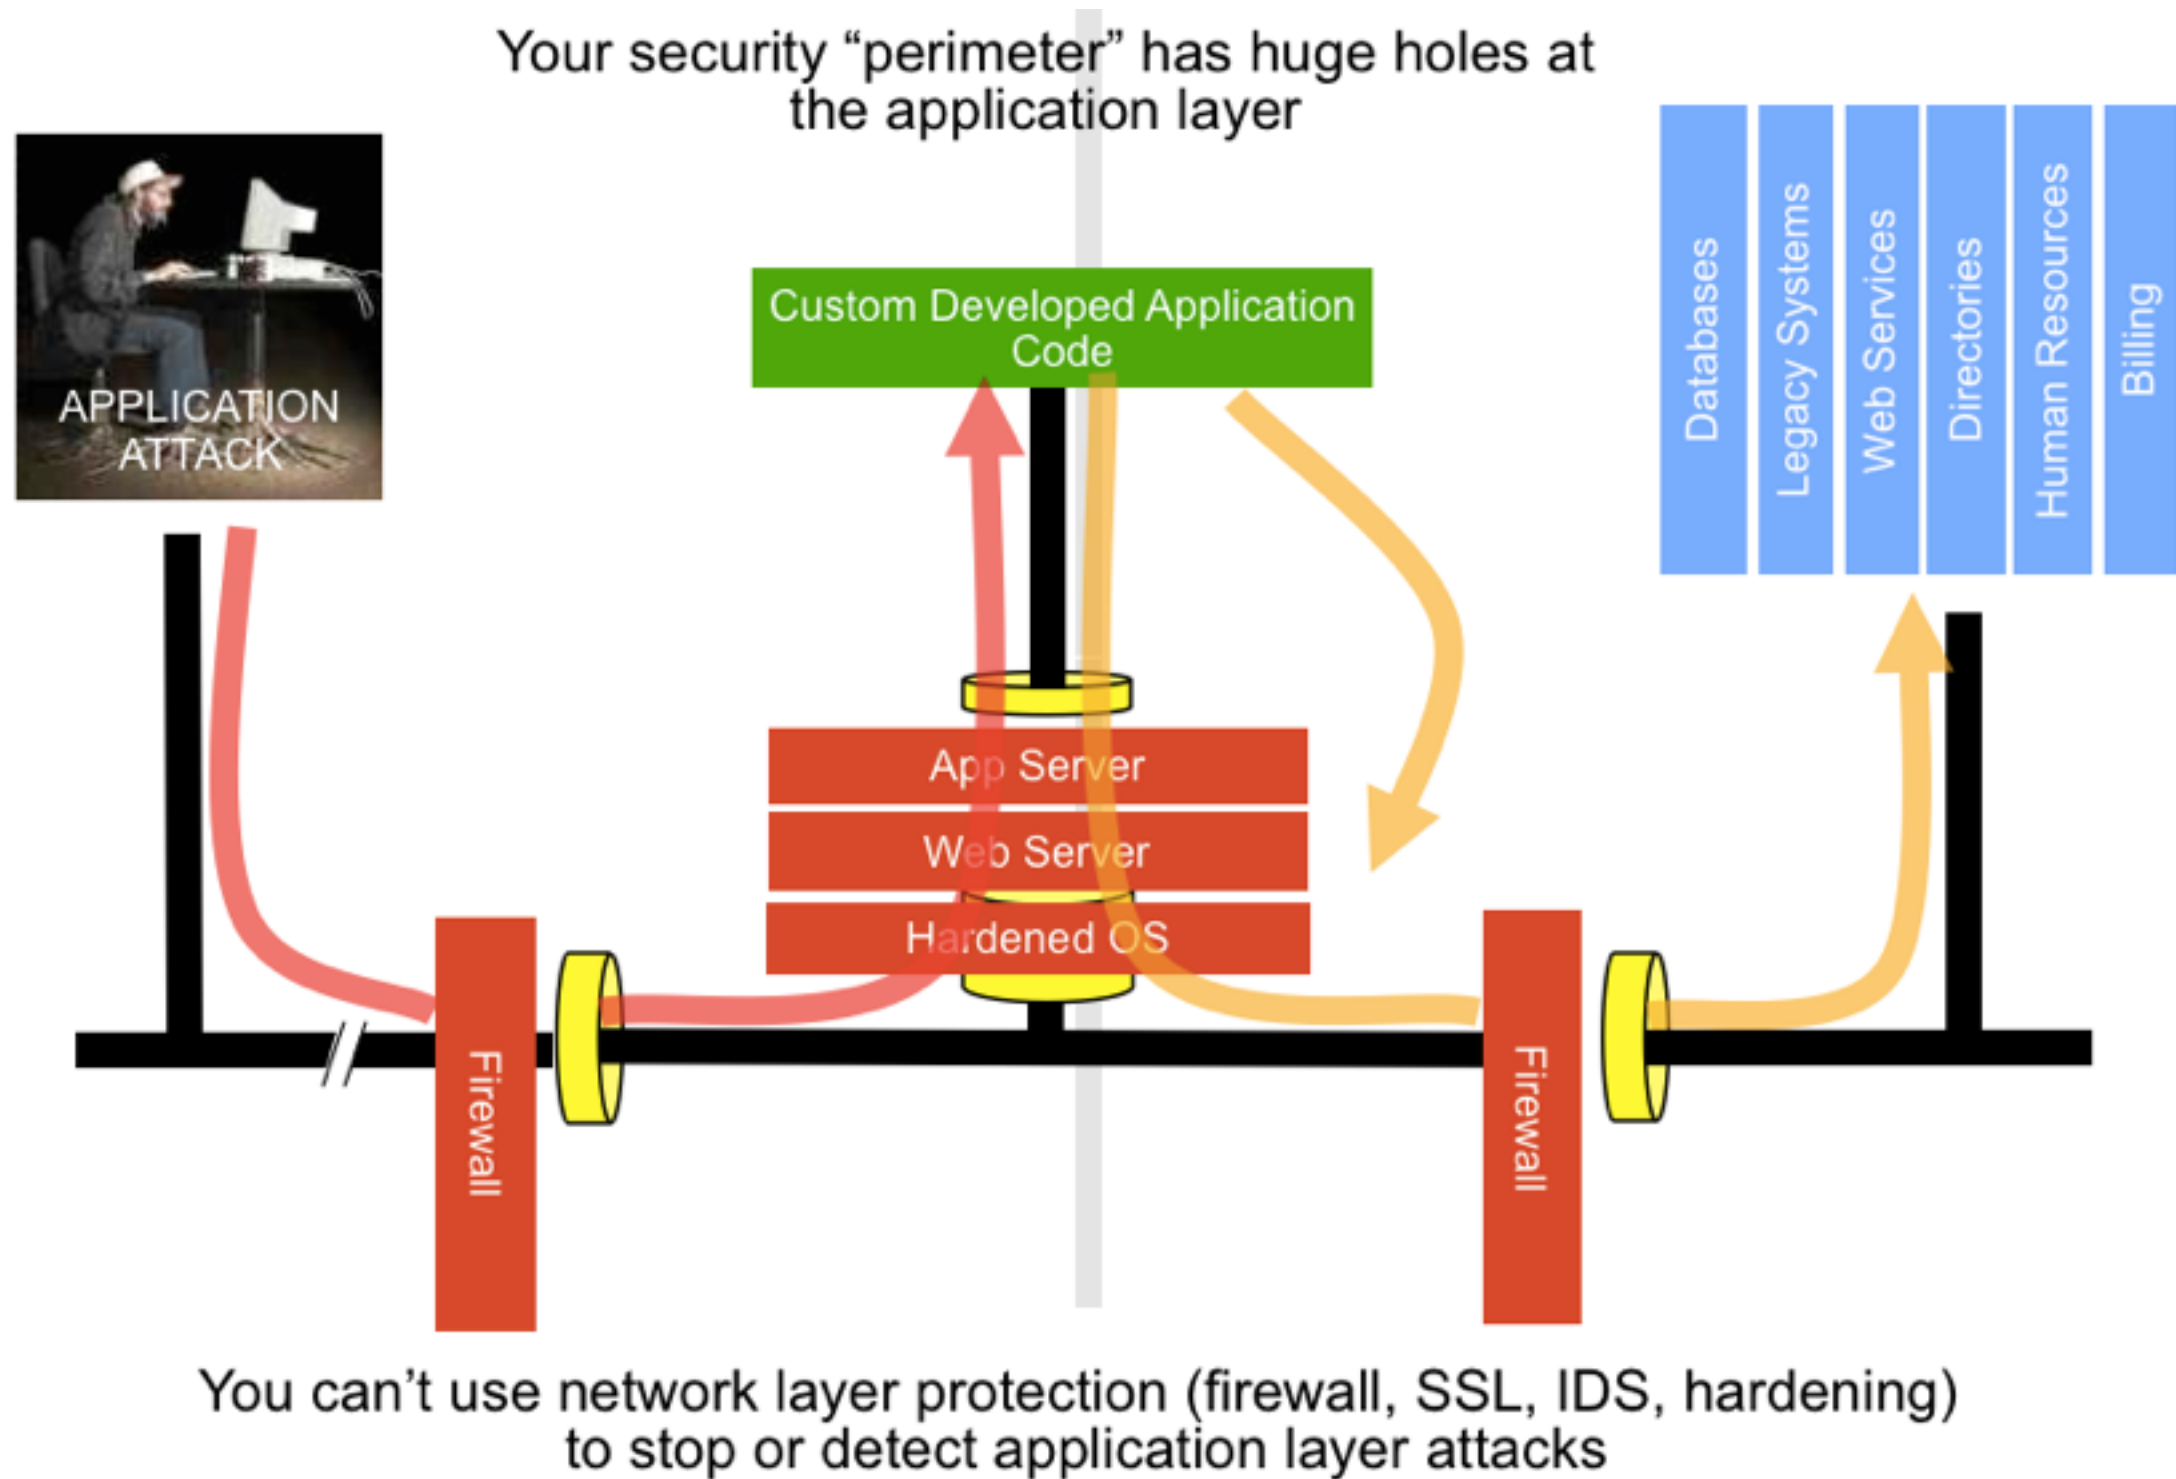 Your security “perimeter” has huge holes at
the application layer
APPLICATION
ATTACK
Custom Developed Application
Code
Databases
Legacy Systems
Web Services
Directories
Human Resources
Billing
App Server
Web Server
Hardened OS
Firewall
Firewall
You can’t use network layer protection (firewall, SSL, IDS, hardening)
to stop or detect application layer attacks